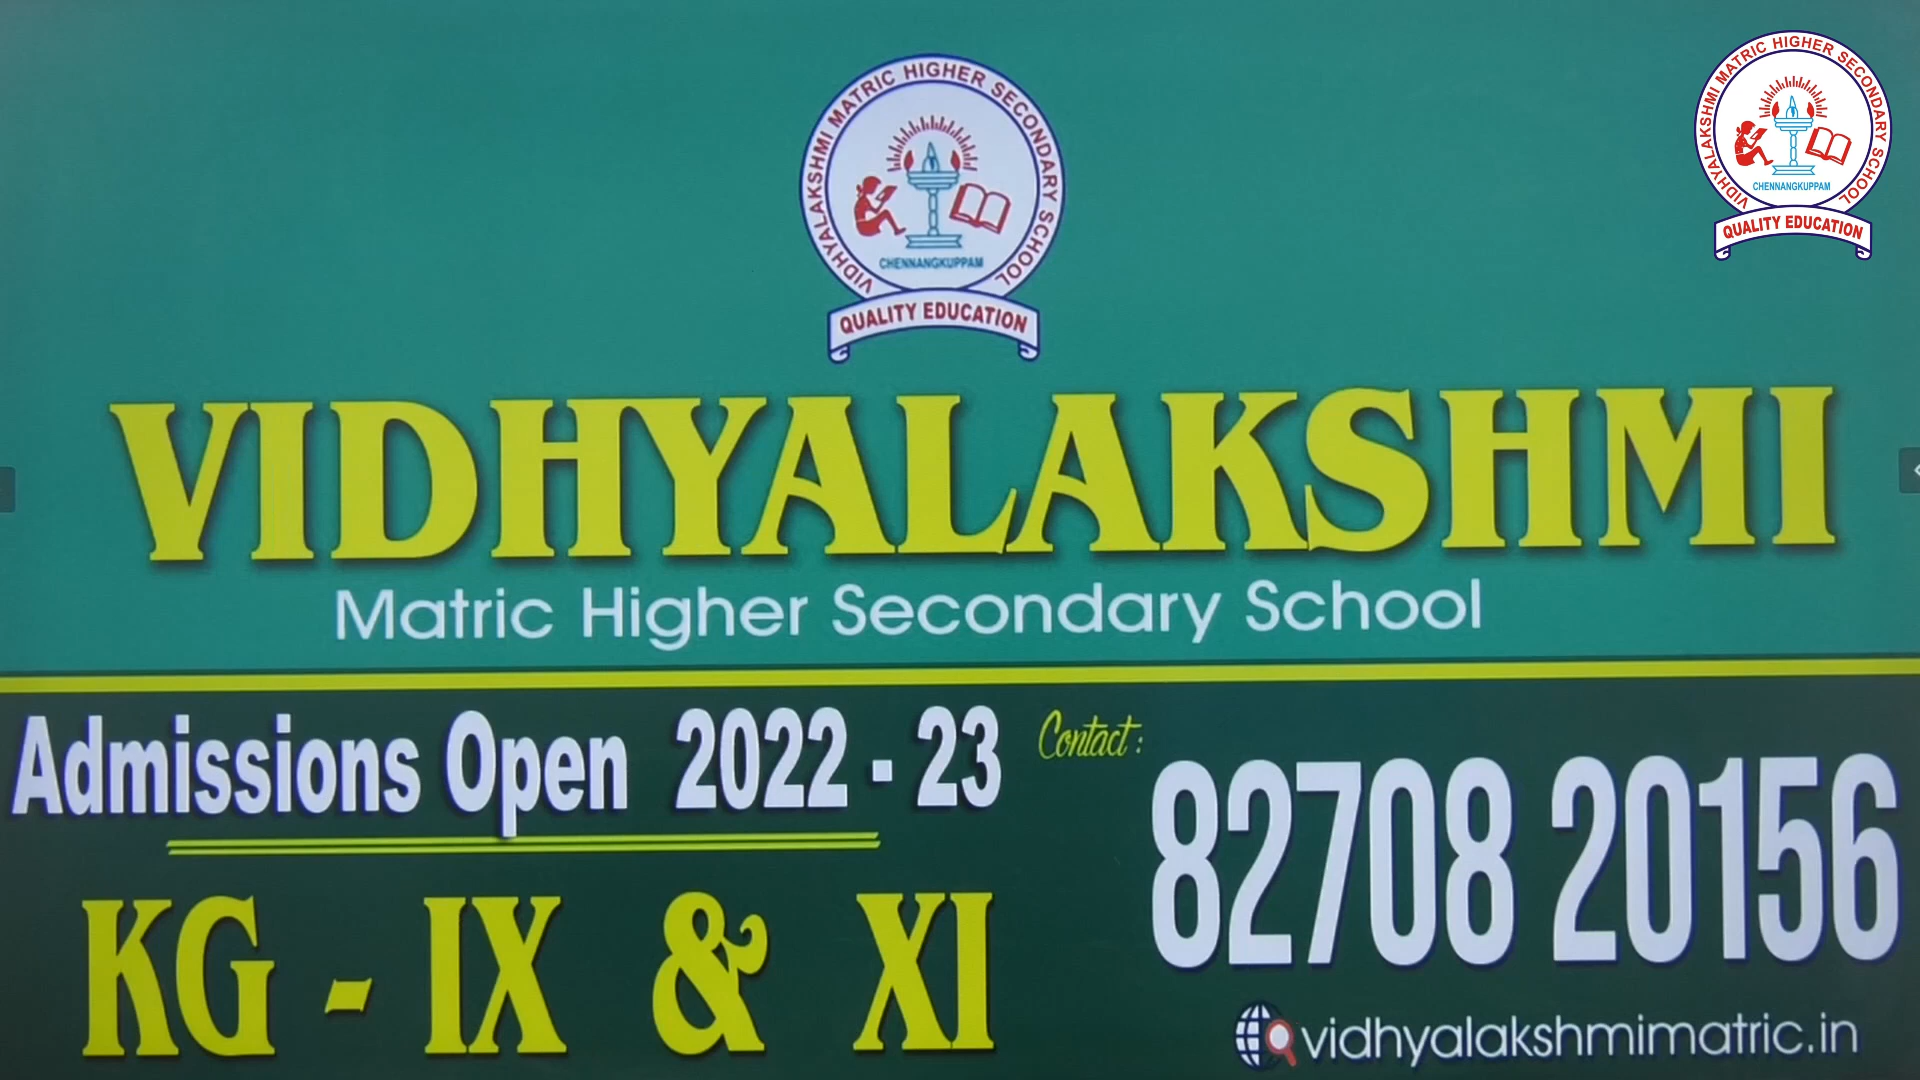 VIDHYALAKSHMI MATRIC HIGHER SECONDARY SCHOOL
CHENNANGKUPPAM
QUALITY EDUCATION
VIDHYALAKSHMI MATRIC HIGHER SECONDARY SCHOOL
CHENNANGKUPPAM
QUALITY EDUCATION
VIDHYALAKSHMI
Matric Higher Secondary School
Admissions Open 2022 - 23
Contact :
82708 20156
KG - IX & XI
vidhyalakshmimatric.in